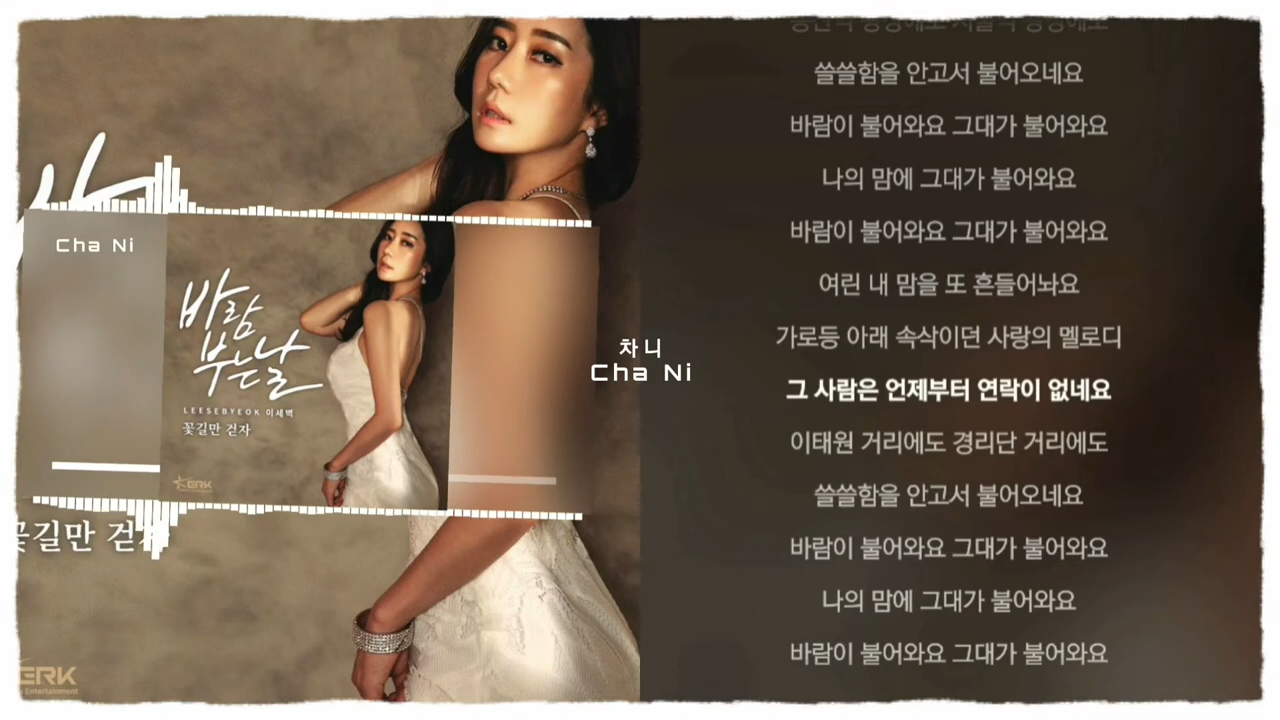 Cha Ni
바람
부는날
LEESEBYEOK 이세벽
꽃길만 걷자
ERK
꽃길만 걷자
ERK
Entertainment
차니
Cha Ni
쓸쓸함을 안고서 불어오네요
바람이 불어와요 그대가 불어와요
나의 맘에 그대가 불어와요
바람이 불어와요 그대가 불어와요
여린 내 맘을 또 흔들어놔요
가로등 아래 속삭이던 사랑의 멜로디
그 사람은 언제부터 연락이 없네요
이태원 거리에도 경리단 거리에도
쓸쓸함을 안고서 불어오네요
바람이 불어와요 그대가 불어와요
나의 맘에 그대가 불어와요
바람이 불어와요 그대가 불어와요